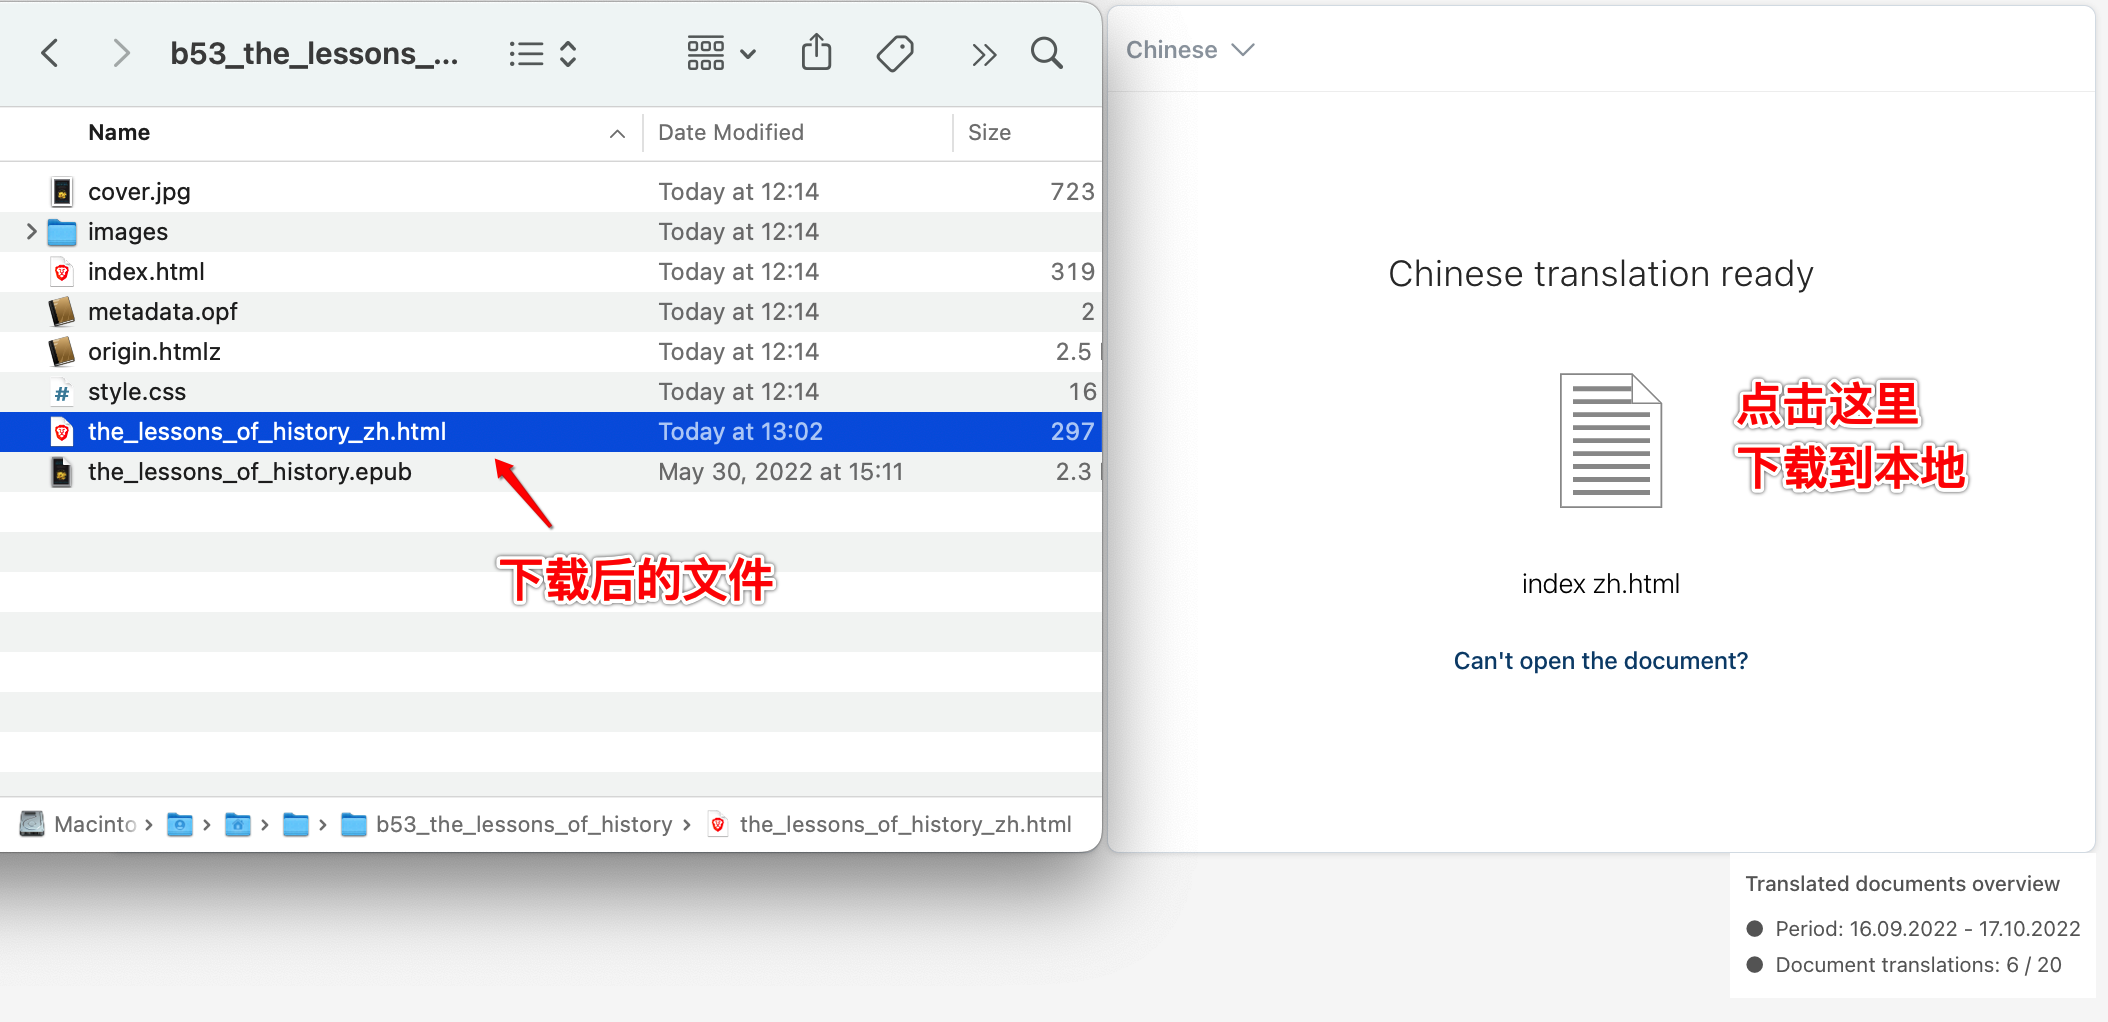 b53_the_lessons_...
Name
Date Modified
Size
cover.jpg
Today at 12:14
723
images
Today at 12:14
index.html
Today at 12:14
319
metadata.opf
Today at 12:14
2
origin.htmlz
Today at 12:14
2.5
style.css
Today at 12:14
16
the_lessons_of_history_zh.html
Today at 13:02
297
the_lessons_of_history.epub
May 30, 2022 at 15:11
2.3
下载后的文件
Macinto
b53_the_lessons_of_history
the_lessons_of_history_zh.html
Chinese
Chinese translation ready
点击这里
下载到本地
index zh.html
Can't open the document?
Translated documents overview
Period: 16.09.2022 - 17.10.2022
Document translations: 6 / 20